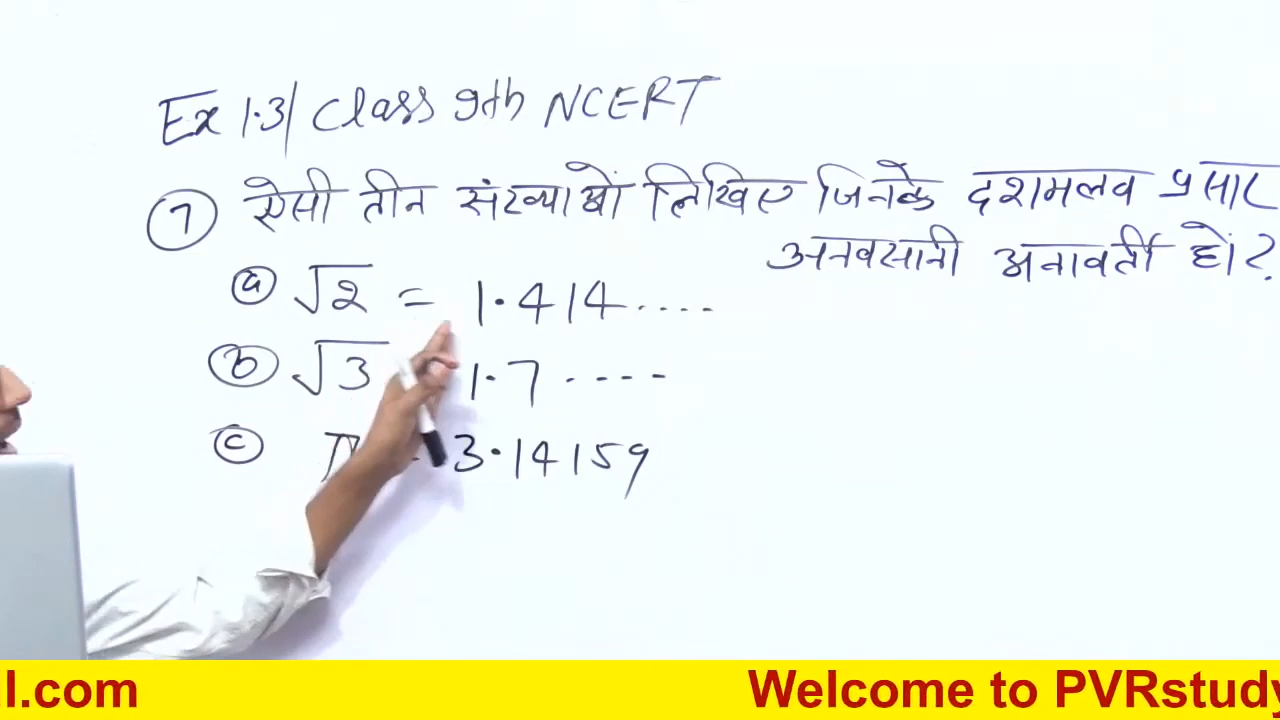 Ex 1.3| Class 9th NCERT
7 ऐसी तीन संख्याओं लिखिए जिनके दशमलव प्रसार
अनवसानी अनावर्ती हों?
a √2 = 1.414....
b √3 1.7 ....
c π 3.14159
l.com Welcome to PVRstudy